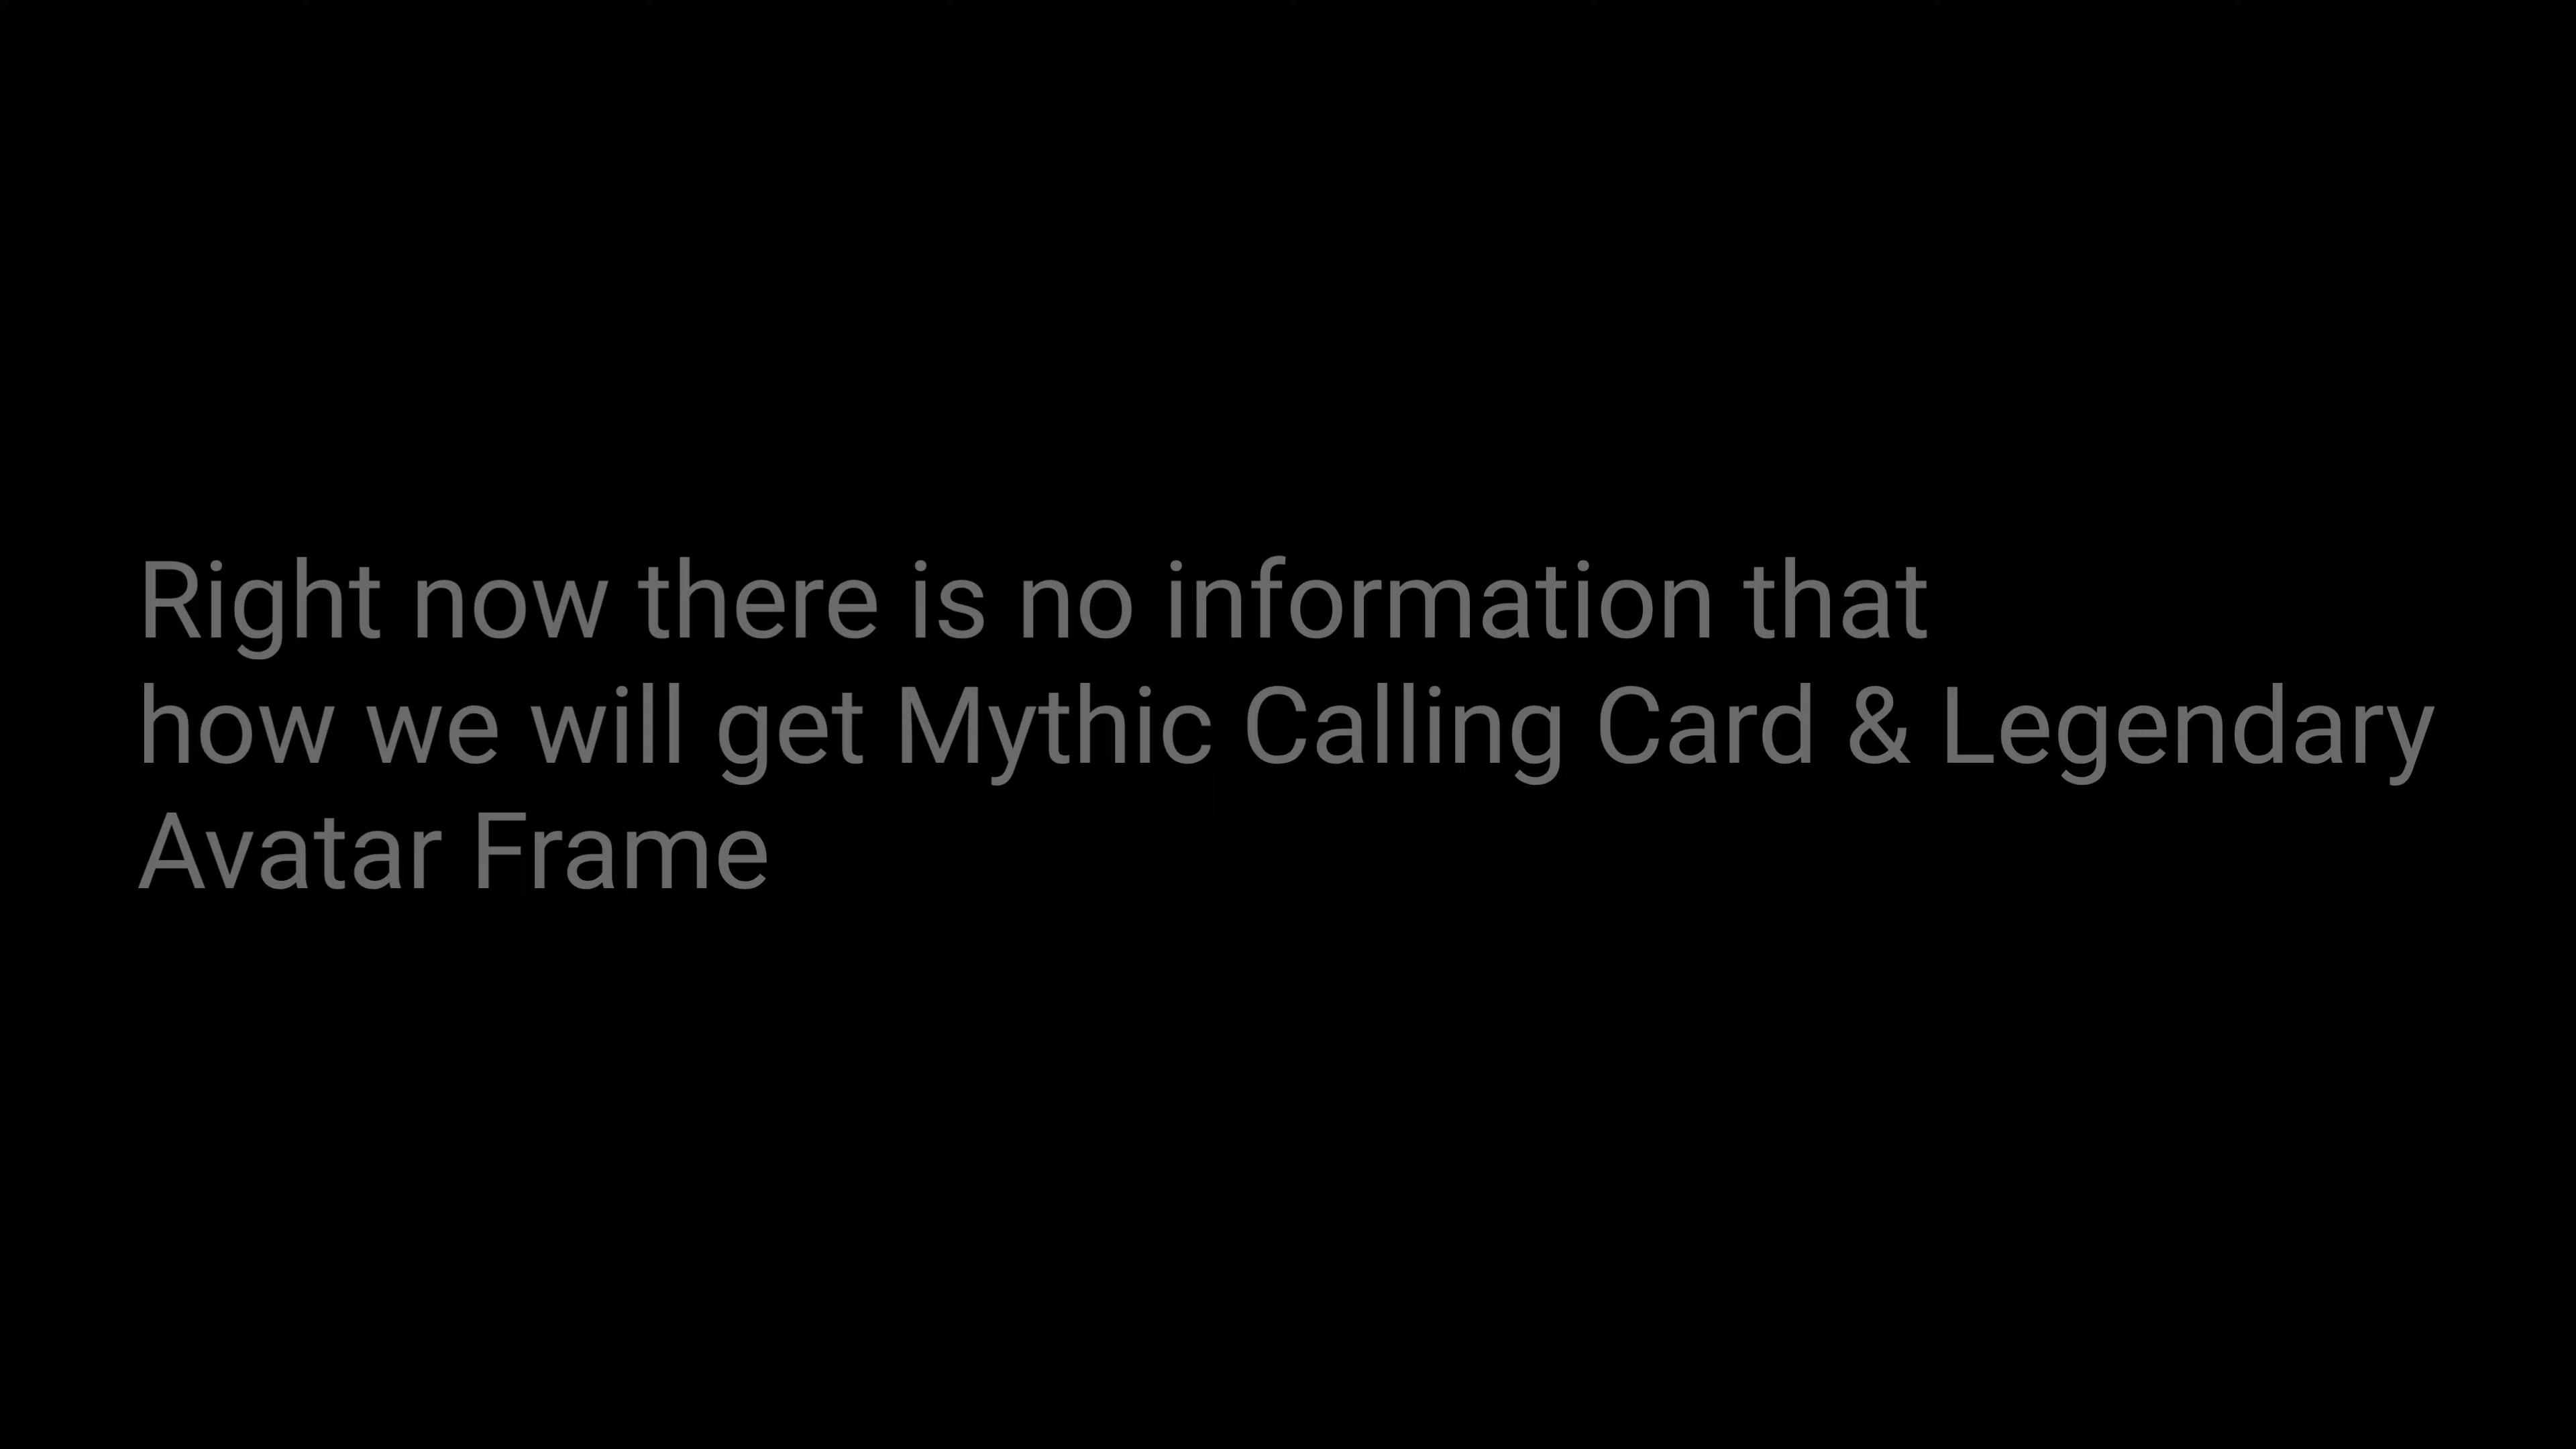 Right now there is no information that
how we will get Mythic Calling Card & Legendary
Avatar Frame